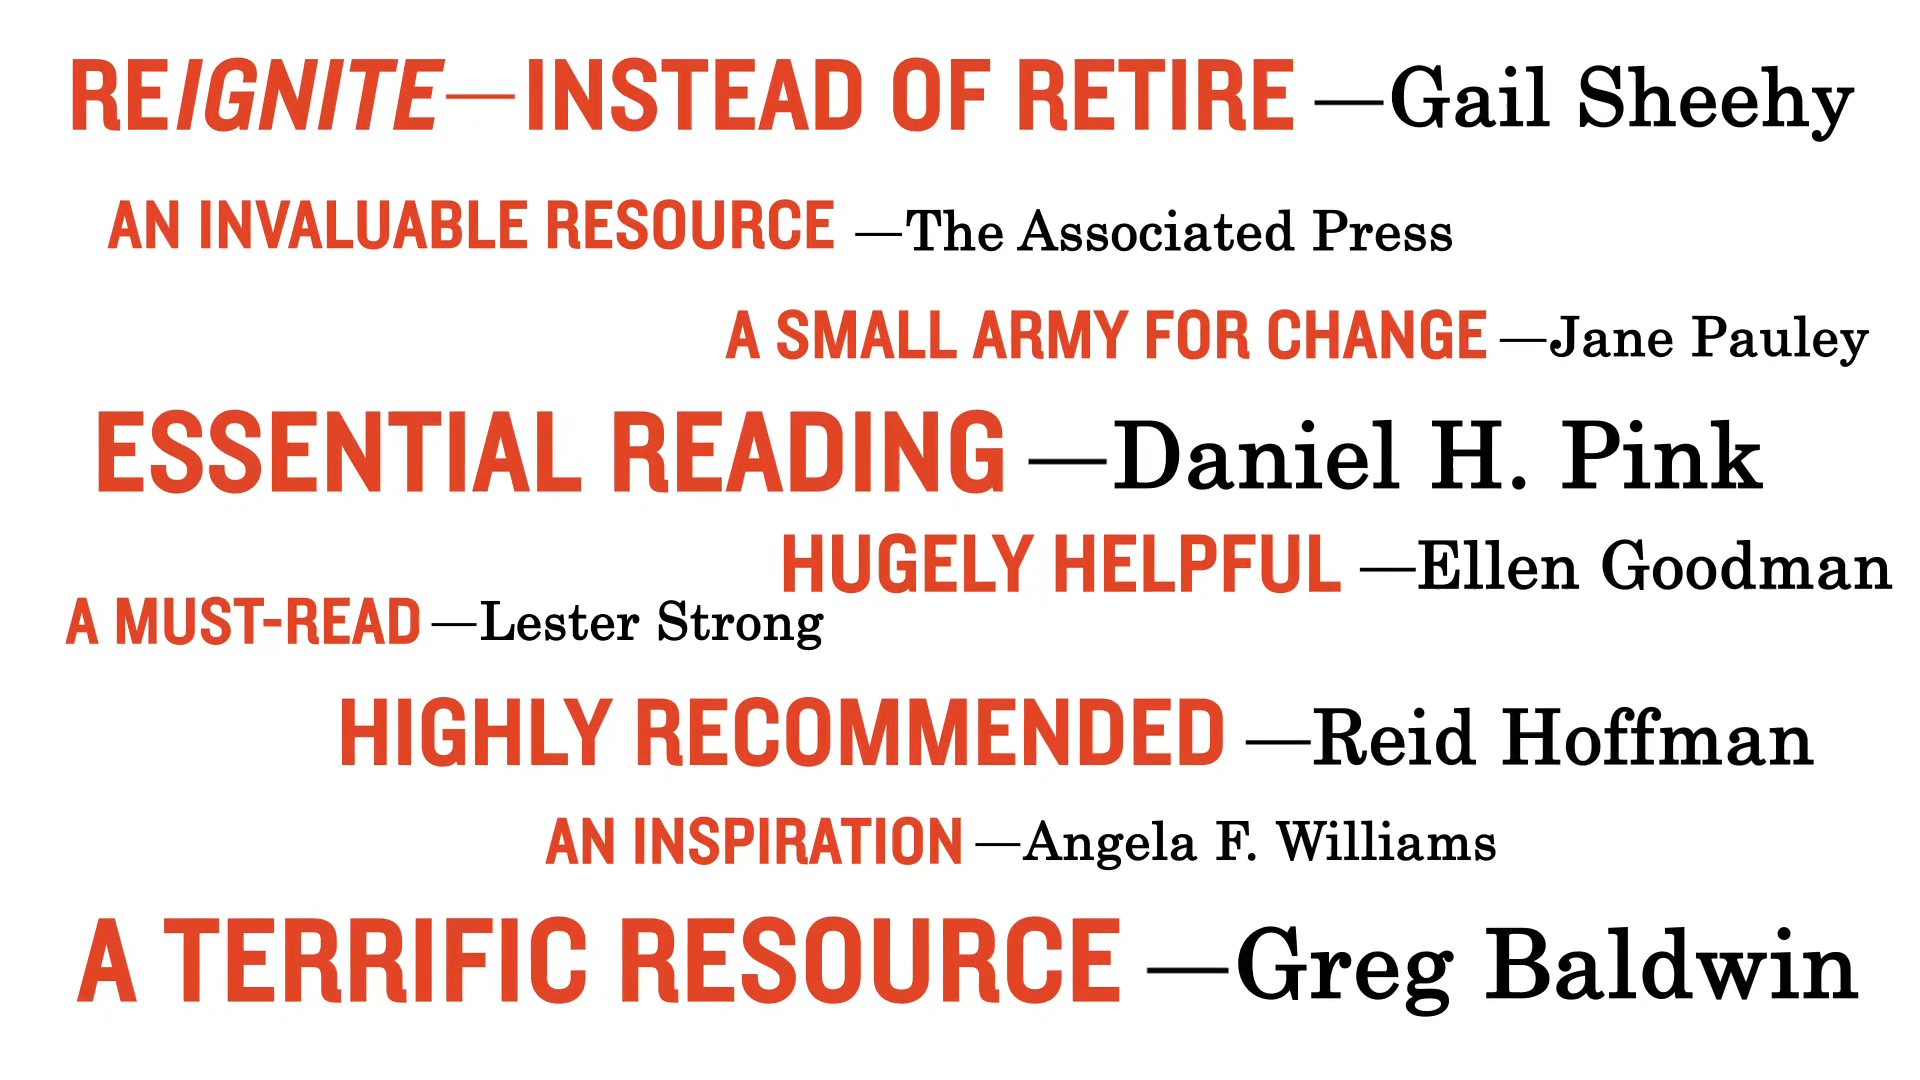 REIGNITE—INSTEAD OF RETIRE —Gail Sheehy
AN INVALUABLE RESOURCE —The Associated Press
A SMALL ARMY FOR CHANGE —Jane Pauley
ESSENTIAL READING —Daniel H. Pink
HUGELY HELPFUL —Ellen Goodman
A MUST-READ —Lester Strong
HIGHLY RECOMMENDED —Reid Hoffman
AN INSPIRATION —Angela F. Williams
A TERRIFIC RESOURCE —Greg Baldwin